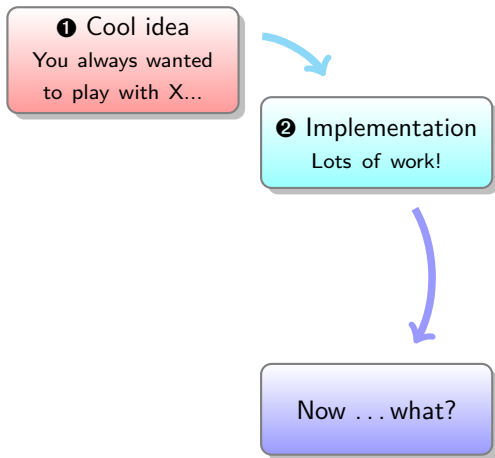 ❶ Cool idea
You always wanted
to play with X...
❷ Implementation
Lots of work!
Now ... what?